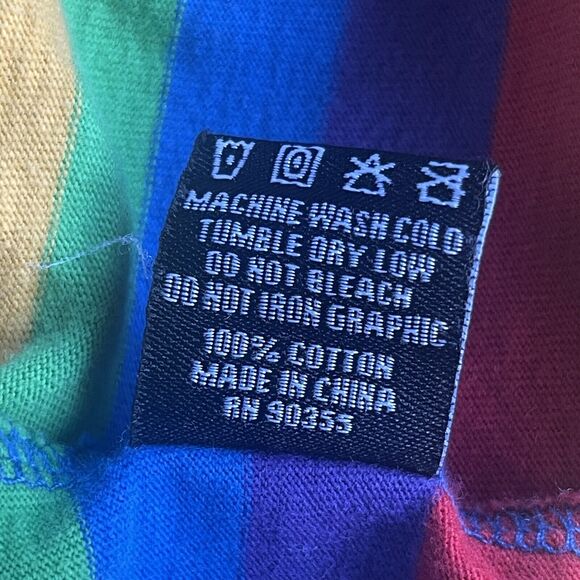 MACHINE WASH COLD
TUMBLE DRY LOW
DO NOT BLEACH
DO NOT IRON GRAPHIC
100% COTTON
MADE IN CHINA
RN 90355